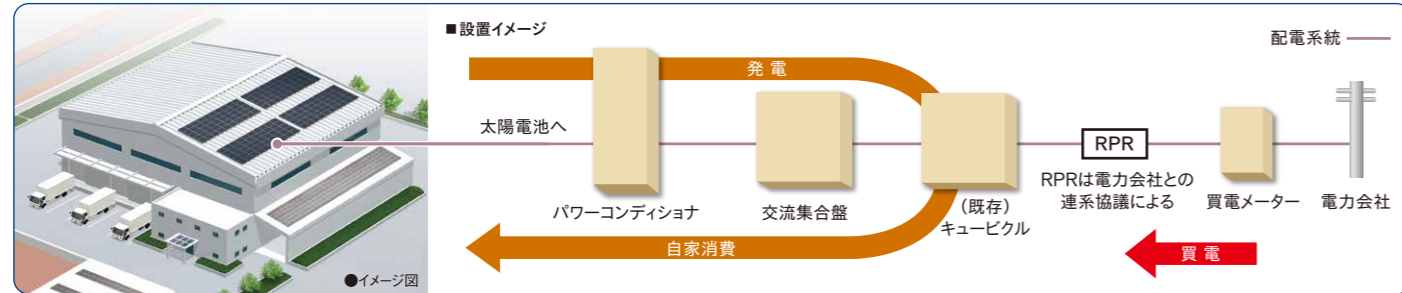 ■設置イメージ
配電系統
発電
太陽電池へ
RPR
RPRは電力会社との
連系協議による
パワーコンディショナ
交流集合盤
（既存）
キュービクル
買電メーター
電力会社
自家消費
買電
●イメージ図